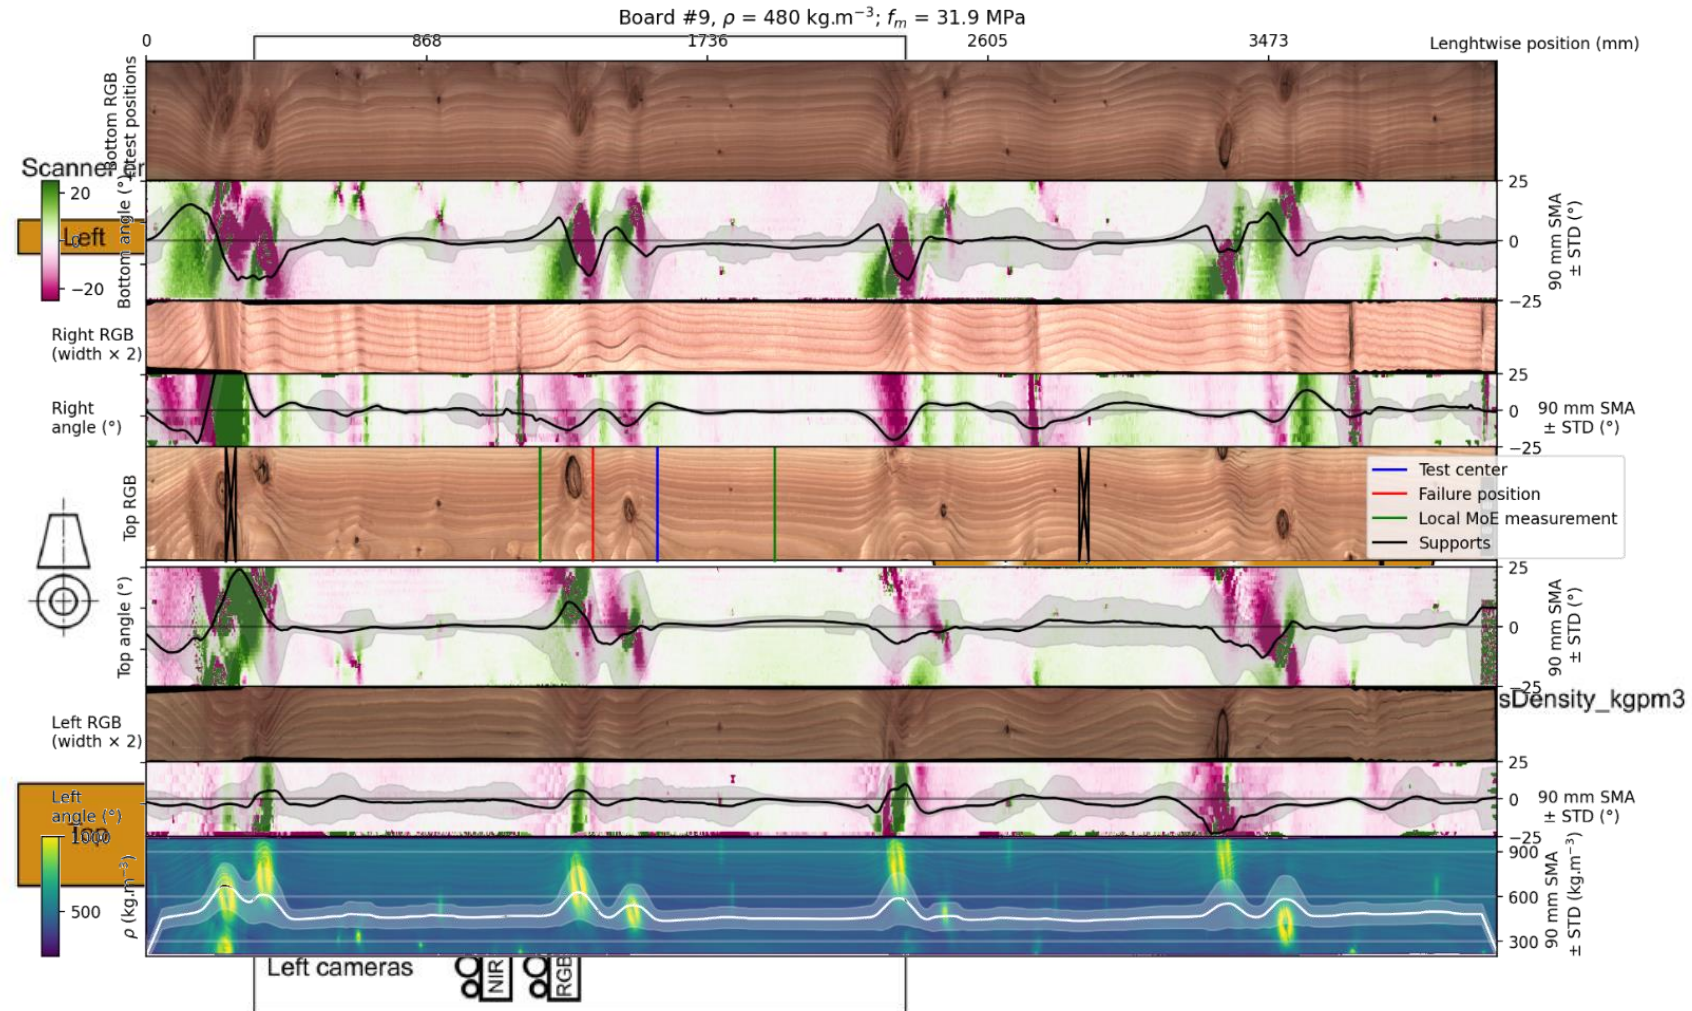 Board #9, ρ = 480 kg.m⁻³; fₘ = 31.9 MPa
0 868 1736 2605 3473 Lenghtwise position (mm)
Bottom RGB
test positions
Scanne
20
0
−20
Left
Bottom angle (°)
25
0
−25
90 mm SMA
± STD (°)
Right RGB
(width × 2)
Right
angle (°)
25
0
−25
90 mm SMA
± STD (°)
Top RGB
Test center
Failure position
Local MoE measurement
Supports
Top angle (°)
25
0
−25
90 mm SMA
± STD (°)
sDensity_kgpm3
Left RGB
(width × 2)
Left
angle (°)
25
0
−25
90 mm SMA
± STD (°)
Top
1000
500
ρ (kg.m⁻³)
900
600
300
90 mm SMA
± STD (kg.m⁻³)
Left cameras
NIR
RGB